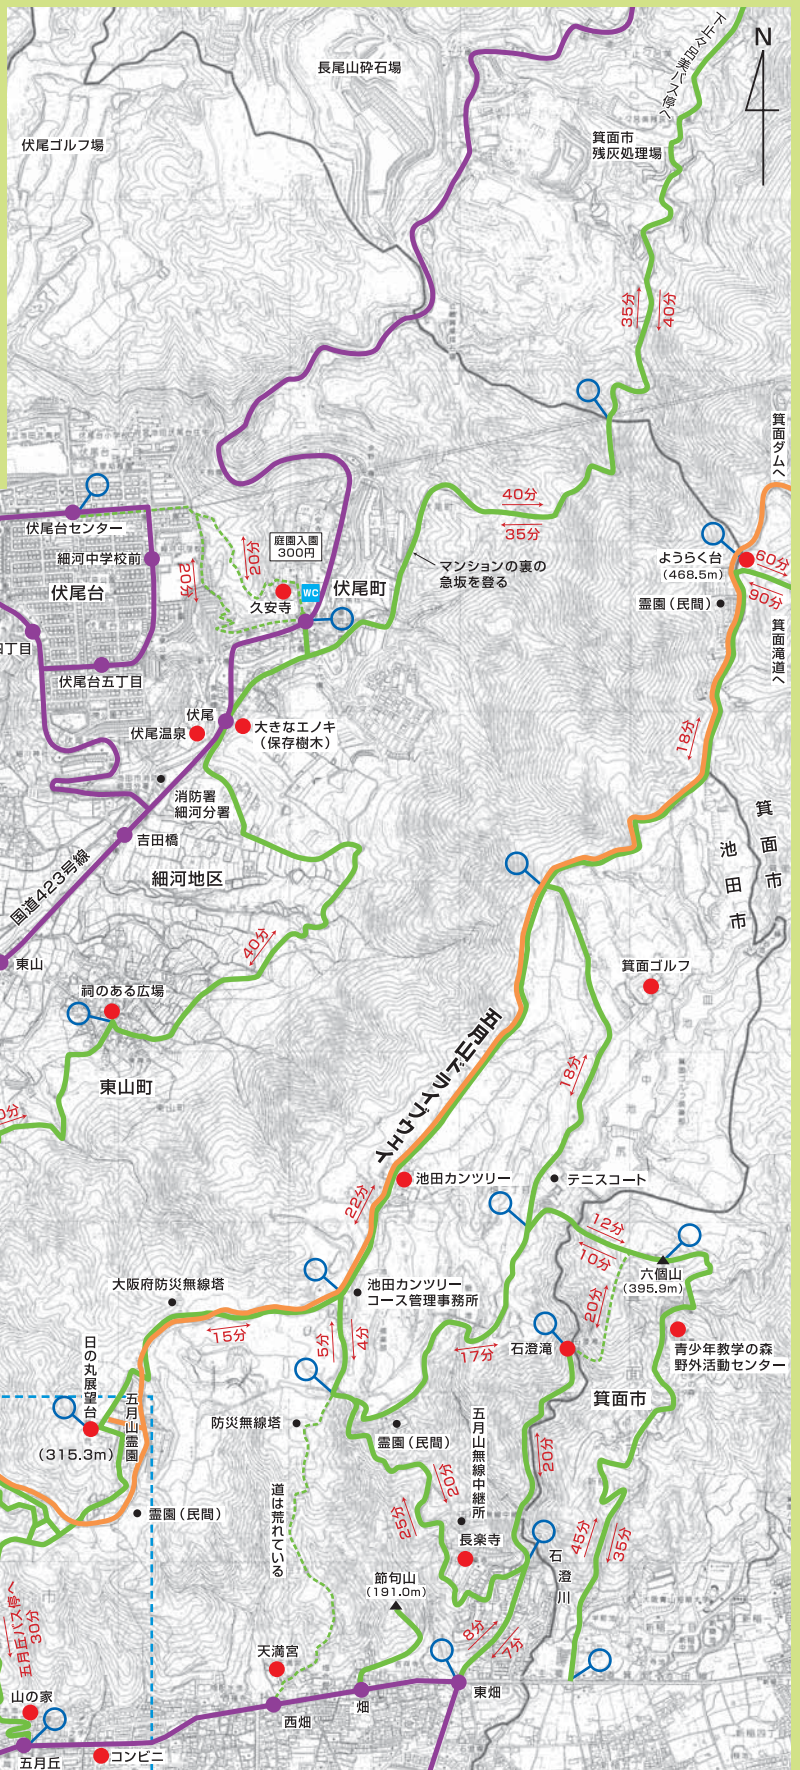 下止々呂美バス停へ
N
長尾山砕石場
伏尾ゴルフ場
箕面市
残灰処理場
35分
40分
箕面ダムへ
40分
35分
伏尾台センター
細河中学校前
伏尾台
20分
20分
庭園入園
300円
WC
久安寺
伏尾町
マンションの裏の
急坂を登る
ようらく台
(468.5m)
60分
90分
霊園(民間)
箕面滝道へ
丁目
伏尾台五丁目
伏尾
伏尾温泉
大きなエノキ
(保存樹木)
18分
消防署
細河分署
吉田橋
国道423号線
細河地区
箕面市
池田市
40分
東山
祠のある広場
箕面ゴルフ
五月山ドライブウェイ
東山町
0分
18分
池田カンツリー
テニスコート
22分
12分
10分
六個山
(395.9m)
大阪府防災無線塔
池田カンツリー
コース管理事務所
15分
5分
4分
17分
20分
石澄滝
青少年教学の森
野外活動センター
日の丸展望台
(315.3m)
五月山霊園
箕面市
防災無線塔
霊園(民間)
五月山無線中継所
20分
20分
25分
道は荒れている
霊園(民間)
長楽寺
45分
35分
石澄川
節句山
(191.0m)
五月丘バス停へ
30分
8分
7分
天満宮
山の家
西畑
畑
東畑
五月丘
コンビニ